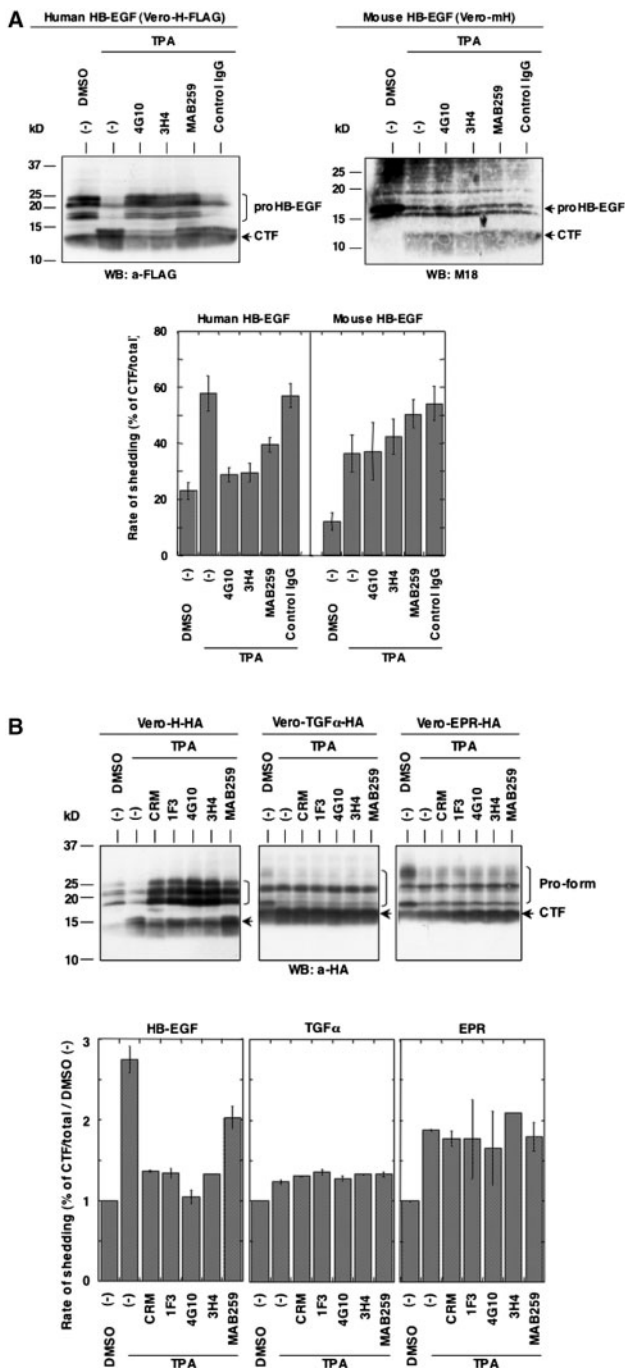 A
Human HB-EGF (Vero-H-FLAG)
TPA
DMSO
(-) (-) 4G10 3H4 MAB259 Control IgG
kD
37
25
20
15
10
proHB-EGF
CTF
WB: a-FLAG
Mouse HB-EGF (Vero-mH)
TPA
DMSO
(-) (-) 4G10 3H4 MAB259 Control IgG
kD
25
20
15
10
proHB-EGF
CTF
WB: M18
Human HB-EGF Mouse HB-EGF
Rate of shedding (% of CTF/total)
80
60
40
20
0
(-) (-) 4G10 3H4 MAB259 Control IgG (-) (-) 4G10 3H4 MAB259 Control IgG
DMSO TPA DMSO TPA
B
Vero-H-HA Vero-TGFα-HA Vero-EPR-HA
TPA TPA TPA
DMSO DMSO DMSO
(-) (-) CRM 1F3 4G10 3H4 MAB259 (-) (-) CRM 1F3 4G10 3H4 MAB259 (-) (-) CRM 1F3 4G10 3H4 MAB259
kD
37
25
20
15
10
Pro-form
CTF
WB: a-HA
HB-EGF TGFα EPR
Rate of shedding (% of CTF/total / DMSO (-)
3
2
1
0
(-) (-) CRM 1F3 4G10 3H4 MAB259 (-) (-) CRM 1F3 4G10 3H4 MAB259 (-) (-) CRM 1F3 4G10 3H4 MAB259
DMSO TPA DMSO TPA DMSO TPA